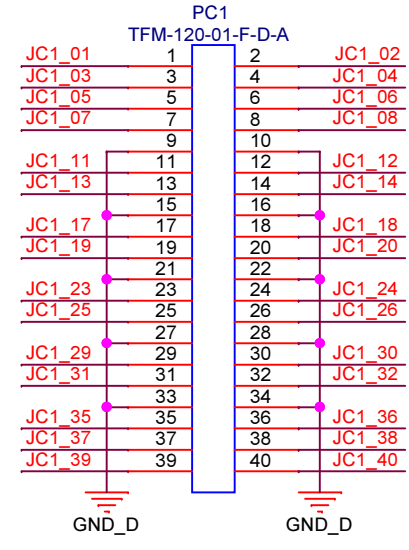 PC1
TFM-120-01-F-D-A
JC1_01 1 2 JC1_02
JC1_03 3 4 JC1_04
JC1_05 5 6 JC1_06
JC1_07 7 8 JC1_08
9 10
JC1_11 11 12 JC1_12
JC1_13 13 14 JC1_14
15 16
JC1_17 17 18 JC1_18
JC1_19 19 20 JC1_20
21 22
JC1_23 23 24 JC1_24
JC1_25 25 26 JC1_26
27 28
JC1_29 29 30 JC1_30
JC1_31 31 32 JC1_32
33 34
JC1_35 35 36 JC1_36
JC1_37 37 38 JC1_38
JC1_39 39 40 JC1_40
GND_D GND_D